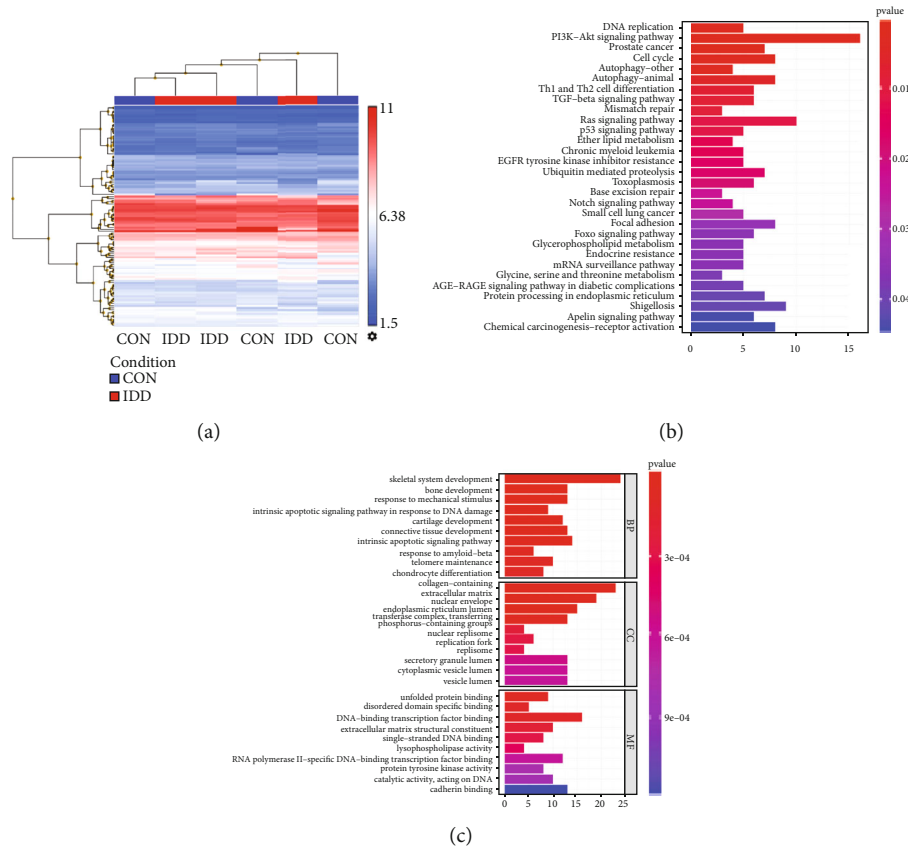 11
6.38
1.5
CON IDD IDD CON IDD CON
Condition
CON
IDD
(a)
pvalue
DNA replication
PI3K−Akt signaling pathway
Prostate cancer
Cell cycle
Autophagy−other
Autophagy−animal
Th1 and Th2 cell differentiation
TGF−beta signaling pathway
Mismatch repair
Ras signaling pathway
p53 signaling pathway
Ether lipid metabolism
Chronic myeloid leukemia
EGFR tyrosine kinase inhibitor resistance
Ubiquitin mediated proteolysis
Toxoplasmosis
Base excision repair
Notch signaling pathway
Small cell lung cancer
Focal adhesion
Foxo signaling pathway
Glycerophospholipid metabolism
Endocrine resistance
mRNA surveillance pathway
Glycine, serine and threonine metabolism
AGE−RAGE signaling pathway in diabetic complications
Protein processing in endoplasmic reticulum
Shigellosis
Apelin signaling pathway
Chemical carcinogenesis−receptor activation
0 5 10 15
0.01
0.02
0.03
0.04
(b)
pvalue
skeletal system development
bone development
response to mechanical stimulus
intrinsic apoptotic signaling pathway in response to DNA damage
cartilage development
connective tissue development
intrinsic apoptotic signaling pathway
response to amyloid−beta
telomere maintenance
chondrocyte differentiation
BP
collagen−containing
extracellular matrix
nuclear envelope
endoplasmic reticulum lumen
transferase complex, transferring
phosphorus−containing groups
nuclear replisome
replication fork
replisome
secretory granule lumen
cytoplasmic vesicle lumen
vesicle lumen
CC
unfolded protein binding
disordered domain specific binding
DNA−binding transcription factor binding
extracellular matrix structural constituent
single−stranded DNA binding
lysophospholipase activity
RNA polymerase II−specific DNA−binding transcription factor binding
protein tyrosine kinase activity
catalytic activity, acting on DNA
cadherin binding
MF
0 5 10 15 20 25
3e−04
6e−04
9e−04
(c)